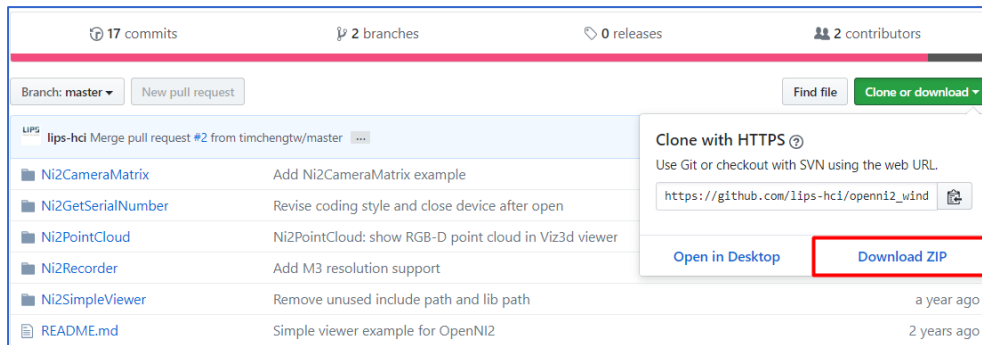 17 commits 2 branches 0 releases 2 contributors
Branch: master New pull request Find file Clone or download
LIPS lips-hci Merge pull request #2 from timchengtw/master ...
Clone with HTTPS ?
Use Git or checkout with SVN using the web URL.
https://github.com/lips-hci/openni2_wind
Open in Desktop Download ZIP
Ni2CameraMatrix Add Ni2CameraMatrix example
Ni2GetSerialNumber Revise coding style and close device after open
Ni2PointCloud Ni2PointCloud: show RGB-D point cloud in Viz3d viewer
Ni2Recorder Add M3 resolution support
Ni2SimpleViewer Remove unused include path and lib path a year ago
README.md Simple viewer example for OpenNI2 2 years ago